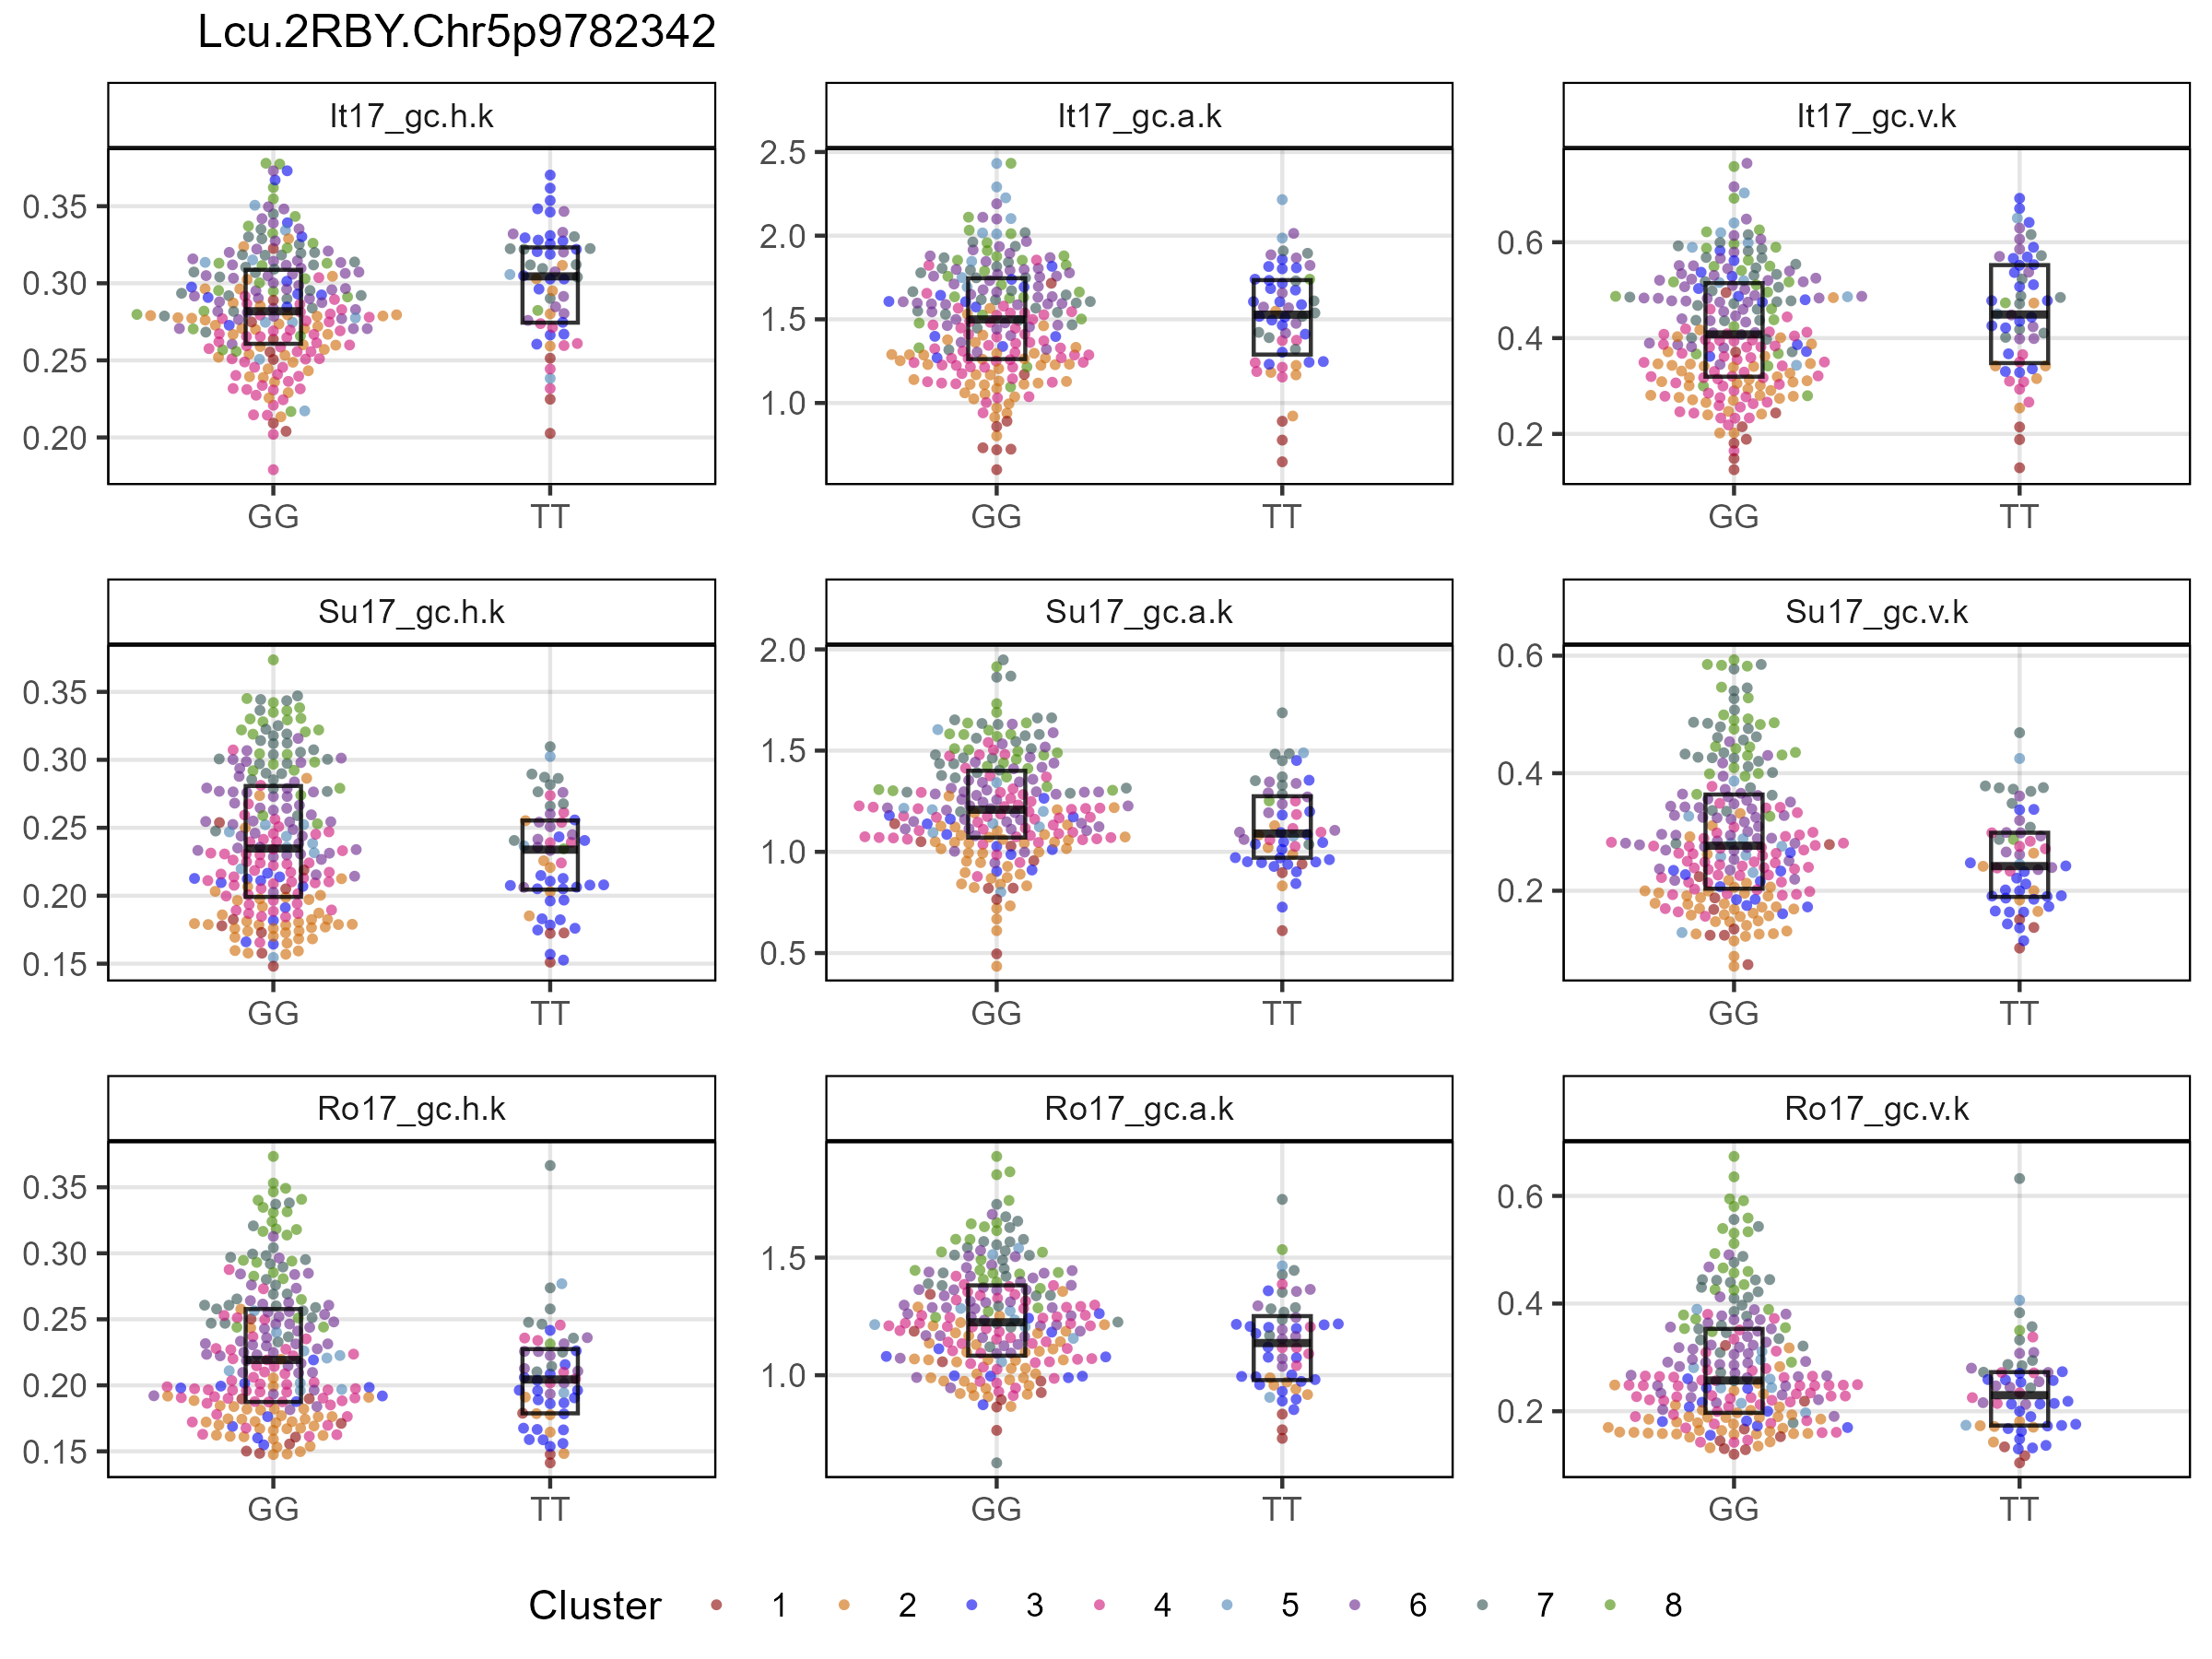 Lcu.2RBY.Chr5p9782342
It17_gc.h.k
It17_gc.a.k
It17_gc.v.k
0.35
0.30
0.25
0.20
GG
TT
2.5
2.0
1.5
1.0
GG
TT
0.6
0.4
0.2
GG
TT
Su17_gc.h.k
Su17_gc.a.k
Su17_gc.v.k
0.35
0.30
0.25
0.20
0.15
GG
TT
2.0
1.5
1.0
0.5
GG
TT
0.6
0.4
0.2
GG
TT
Ro17_gc.h.k
Ro17_gc.a.k
Ro17_gc.v.k
0.35
0.30
0.25
0.20
0.15
GG
TT
1.5
1.0
GG
TT
0.6
0.4
0.2
GG
TT
Cluster 1 2 3 4 5 6 7 8